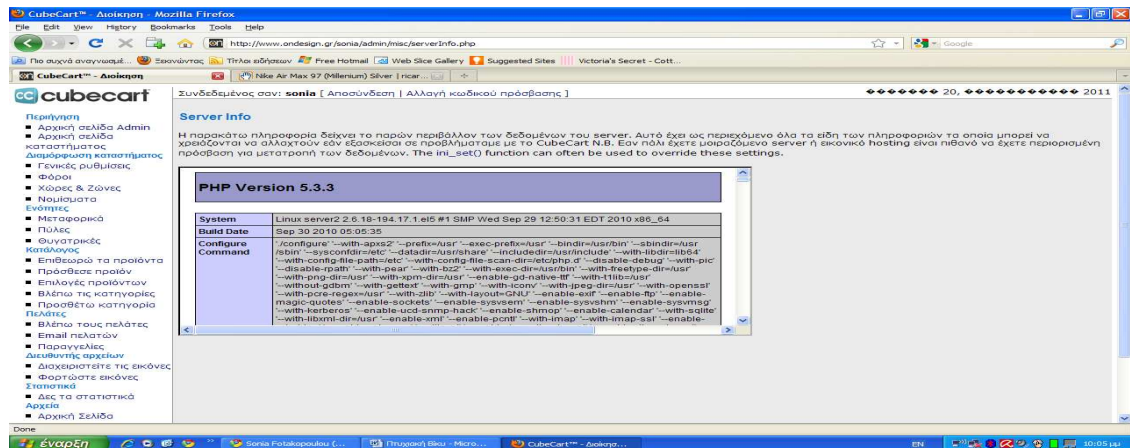 CubeCart™ - Διοίκηση - Mozilla Firefox
File Edit View History Bookmarks Tools Help
http://www.ondesign.gr/sonia/admin/misc/serverInfo.php
Google
Πιο συχνά αναγνωσμέ... Ξεκινώντας Τίτλοι ειδήσεων Free Hotmail Web Slice Gallery Suggested Sites Victoria's Secret - Cott...
CubeCart™ - Διοίκηση Nike Air Max 97 (Millenium) Silver | ricar...
cubecart
Συνδεδεμένος σαν: sonia [ Αποσύνδεση | Αλλαγή κωδικού πρόσβασης ] ������� 20, ������������ 2011
Περιήγηση
Αρχική σελίδα Admin
Αρχική σελίδα
καταστήματος
Διαμόρφωση καταστήματος
Γενικές ρυθμίσεις
Φόροι
Χώρες & Ζώνες
Νομίσματα
Ενότητες
Μεταφορικά
Πύλες
Θυγατρικές
Κατάλογος
Επιθεωρώ τα προϊόντα
Πρόσθεσε προϊόν
Επιλογές προϊόντων
Βλέπω τις κατηγορίες
Προσθέτω κατηγορία
Πελάτες
Βλέπω τους πελάτες
Email πελατών
Παραγγελίες
Διευθυντής αρχείων
Διαχειριστείτε τις εικόνες
Φορτώστε εικόνες
Στατιστικά
Δες τα στατιστικά
Αρχεία
Αρχική Σελίδα
Server Info
Η παρακάτω πληροφορία δείχνει το παρών περιβάλλον των δεδομένων του server. Αυτό έχει ως περιεχόμενο όλα τα είδη των πληροφοριών τα οποία μπορεί να
χρειάζονται να αλλαχτούν εάν εξασκείσαι σε προβλήματαμε με το CubeCart N.B. Εαν πάλι έχετε μοιραζόμενο server ή εικονικό hosting είναι πιθανό να έχετε περιορισμένη
πρόσβαση για μετατροπή των δεδομένων. The ini_set() function can often be used to override these settings.
PHP Version 5.3.3
System Linux server2 2.6.18-194.17.1.el5 #1 SMP Wed Sep 29 12:50:31 EDT 2010 x86_64
Build Date Sep 30 2010 05:05:35
Configure Command './configure' '--with-apxs2' '--prefix=/usr' '--exec-prefix=/usr' '--bindir=/usr/bin' '--sbindir=/usr
/sbin' '--sysconfdir=/etc' '--datadir=/usr/share' '--includedir=/usr/include' '--with-libdir=lib64'
'--with-config-file-path=/etc' '--with-config-file-scan-dir=/etc/php.d' '--disable-debug' '--with-pic'
'--disable-rpath' '--with-pear' '--with-bz2' '--with-exec-dir=/usr/bin' '--with-freetype-dir=/usr'
'--with-png-dir=/usr' '--with-xpm-dir=/usr' '--enable-gd-native-ttf' '--with-t1lib=/usr'
'--without-gdbm' '--with-gettext' '--with-gmp' '--with-iconv' '--with-jpeg-dir=/usr' '--with-openssl'
'--with-pcre-regex=/usr' '--with-zlib' '--with-layout=GNU' '--enable-exif' '--enable-ftp' '--enable-
magic-quotes' '--enable-sockets' '--enable-sysvsem' '--enable-sysvshm' '--enable-sysvmsg'
'--with-kerberos' '--enable-ucd-snmp-hack' '--enable-shmop' '--enable-calendar' '--with-sqlite'
'--with-libxml-dir=/usr' '--enable-xml' '--enable-pcntl' '--with-imap' '--with-imap-ssl' '--enable-
Done
έναρξη Sonia Fotakopoulou (... Πτυχιακή Βίκυ - Micro... CubeCart™ - Διοίκησ... EN 10:05 μμ